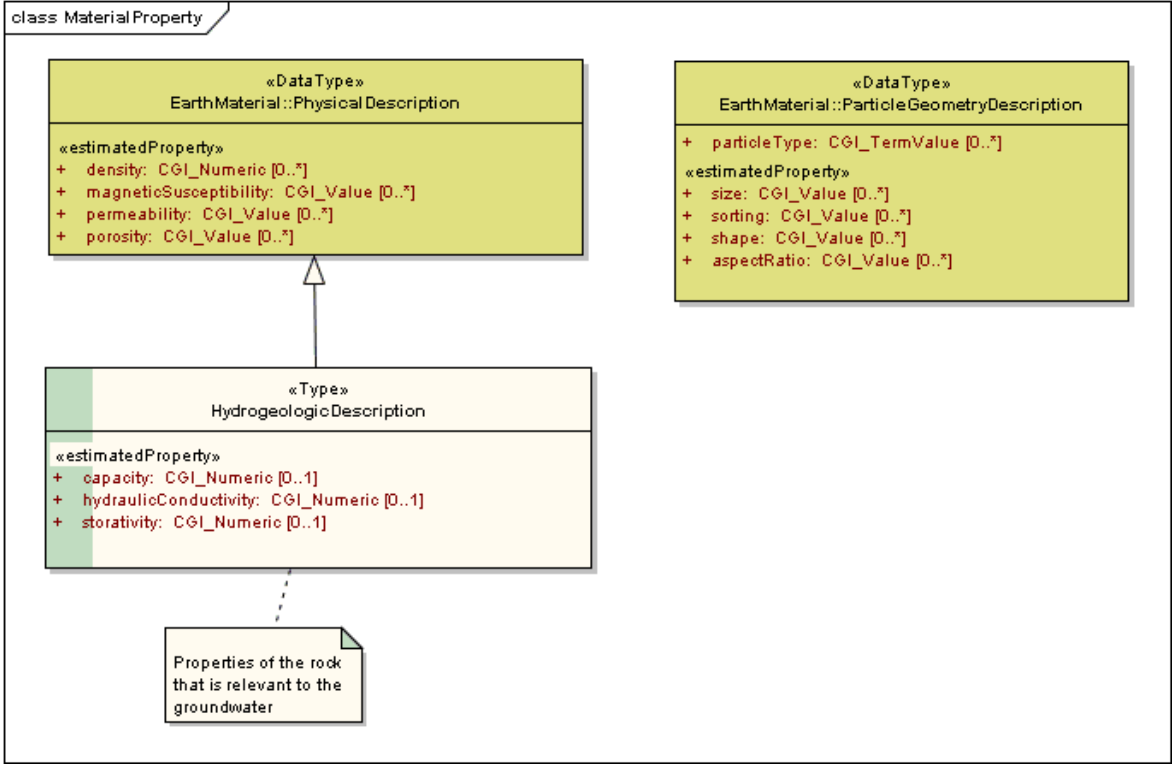 class MaterialProperty
«DataType»
EarthMaterial::PhysicalDescription
«estimatedProperty»
+ density: CGI_Numeric [0..*]
+ magneticSusceptibility: CGI_Value [0..*]
+ permeability: CGI_Value [0..*]
+ porosity: CGI_Value [0..*]
«DataType»
EarthMaterial::ParticleGeometryDescription
+ particleType: CGI_TermValue [0..*]
«estimatedProperty»
+ size: CGI_Value [0..*]
+ sorting: CGI_Value [0..*]
+ shape: CGI_Value [0..*]
+ aspectRatio: CGI_Value [0..*]
«Type»
HydrogeologicDescription
«estimatedProperty»
+ capacity: CGI_Numeric [0..1]
+ hydraulicConductivity: CGI_Numeric [0..1]
+ storativity: CGI_Numeric [0..1]
Properties of the rock
that is relevant to the
groundwater